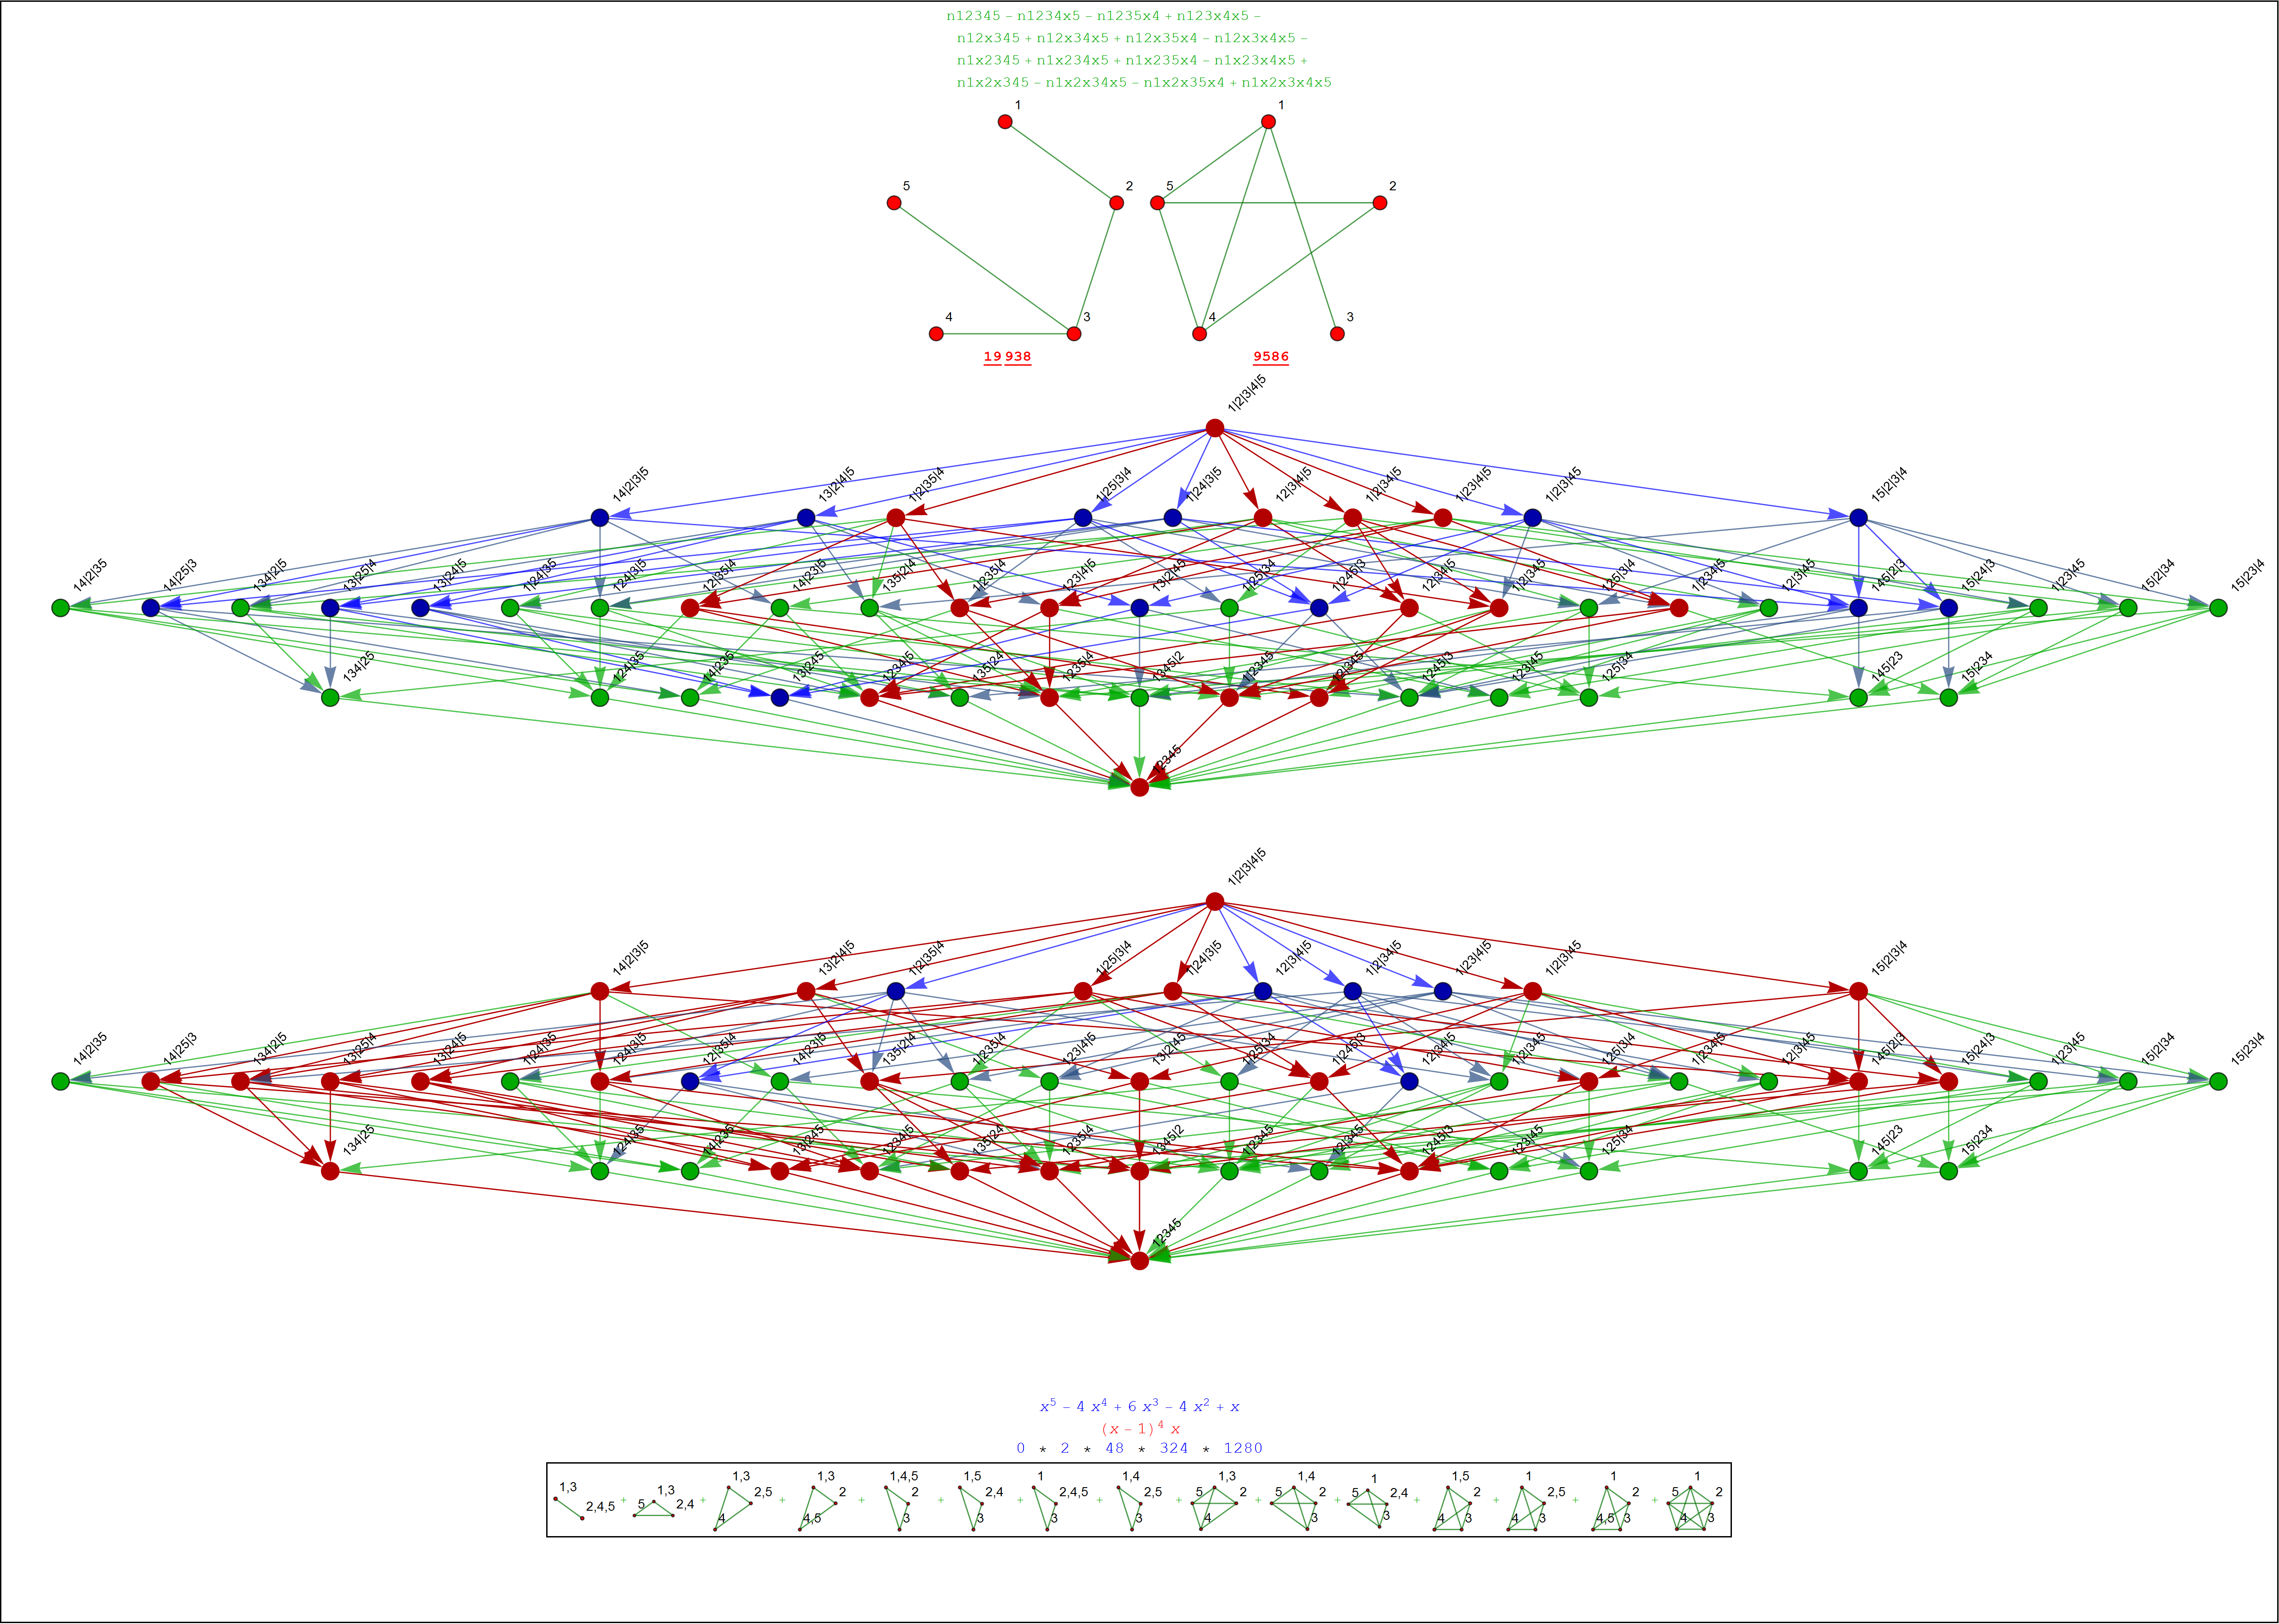 n12345 − n1234x5 − n1235x4 + n123x4x5 −
n12x345 + n12x34x5 + n12x35x4 − n12x3x4x5 −
n1x2345 + n1x234x5 + n1x235x4 − n1x23x4x5 +
n1x2x345 − n1x2x34x5 − n1x2x35x4 + n1x2x3x4x5
1 1
5 2 5 2
4 3 4 3
19 938 9586
1|2|3|4|5
14|2|3|5 13|2|4|5 1|2|35|4 1|25|3|4 1|24|3|5 12|3|4|5 1|2|34|5 1|23|4|5 1|2|3|45 15|2|3|4
14|2|35 14|25|3 134|2|5 13|25|4 13|24|5 1|24|35 124|3|5 12|35|4 14|23|5 135|2|4 1|235|4 123|4|5 13|2|45 1|25|34 1|245|3 12|34|5 1|2|345 125|3|4 1|234|5 12|3|45 145|2|3 15|24|3 1|23|45 15|2|34 15|23|4
134|25 124|35 14|235 13|245 1234|5 135|24 1235|4 1345|2 1|2345 12|345 1245|3 123|45 125|34 145|23 15|234
12345
1|2|3|4|5
14|2|3|5 13|2|4|5 1|2|35|4 1|25|3|4 1|24|3|5 12|3|4|5 1|2|34|5 1|23|4|5 1|2|3|45 15|2|3|4
14|2|35 14|25|3 134|2|5 13|25|4 13|24|5 1|24|35 124|3|5 12|35|4 14|23|5 135|2|4 1|235|4 123|4|5 13|2|45 1|25|34 1|245|3 12|34|5 1|2|345 125|3|4 1|234|5 12|3|45 145|2|3 15|24|3 1|23|45 15|2|34 15|23|4
134|25 124|35 14|235 13|245 1234|5 135|24 1235|4 1345|2 1|2345 12|345 1245|3 123|45 125|34 145|23 15|234
12345
x⁵ − 4 x⁴ + 6 x³ − 4 x² + x
(x − 1)⁴ x
0 * 2 * 48 * 324 * 1280
1,3 2,4,5 + 1,3 5 2,4 + 1,3 2,5 4 + 1,3 2 4,5 + 1,4,5 2 3 + 1,5 2,4 3 + 1 2,4,5 3 + 1,4 2,5 3 + 1,3 5 2 4 + 1,4 5 2 3 + 1 5 2,4 3 + 1,5 2 4 3 + 1 2,5 4 3 + 1 2 4,5 3 + 1 5 2 4 3